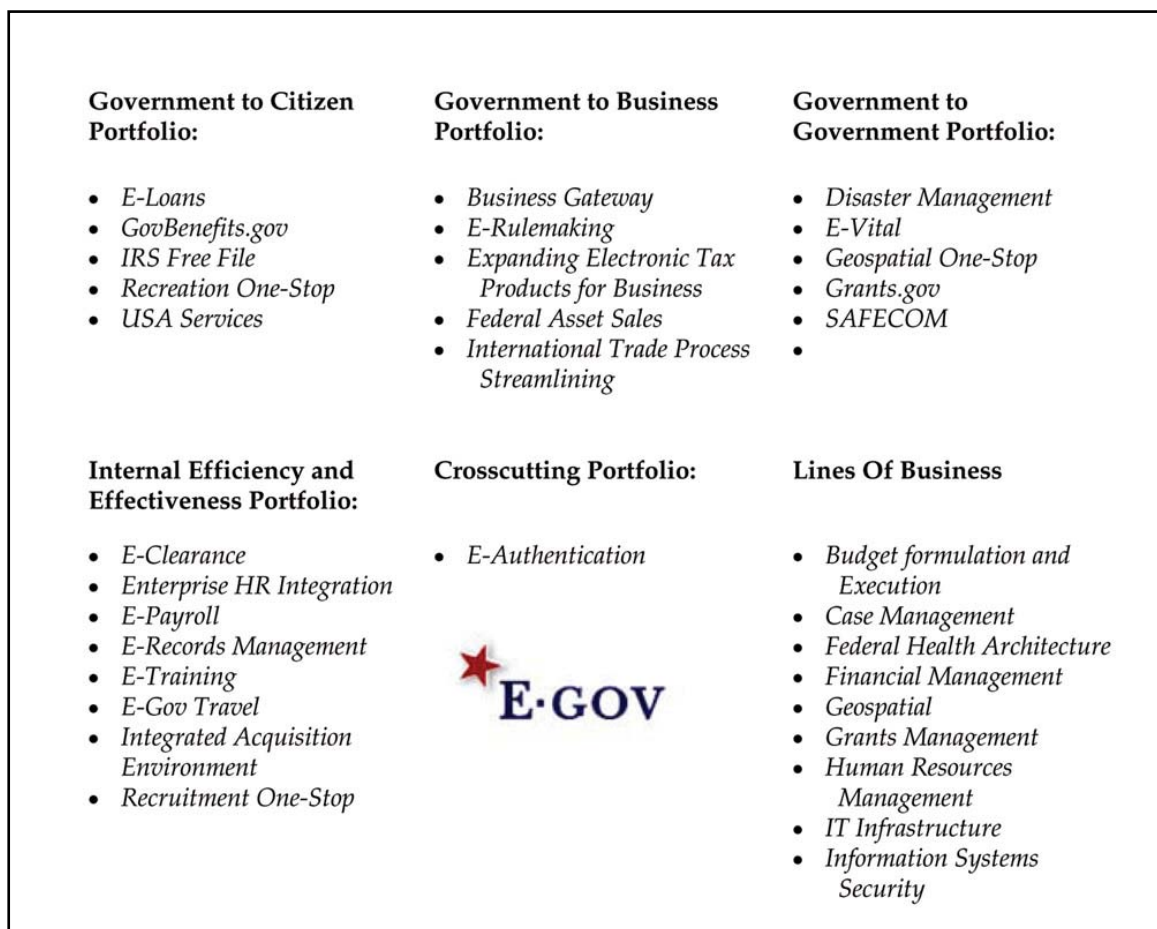 Government to Citizen
Portfolio:
• E-Loans
• GovBenefits.gov
• IRS Free File
• Recreation One-Stop
• USA Services
Government to Business
Portfolio:
• Business Gateway
• E-Rulemaking
• Expanding Electronic Tax
Products for Business
• Federal Asset Sales
• International Trade Process
Streamlining
Government to
Government Portfolio:
• Disaster Management
• E-Vital
• Geospatial One-Stop
• Grants.gov
• SAFECOM
•
Internal Efficiency and
Effectiveness Portfolio:
• E-Clearance
• Enterprise HR Integration
• E-Payroll
• E-Records Management
• E-Training
• E-Gov Travel
• Integrated Acquisition
Environment
• Recruitment One-Stop
Crosscutting Portfolio:
• E-Authentication
E·GOV
Lines Of Business
• Budget formulation and
Execution
• Case Management
• Federal Health Architecture
• Financial Management
• Geospatial
• Grants Management
• Human Resources
Management
• IT Infrastructure
• Information Systems
Security